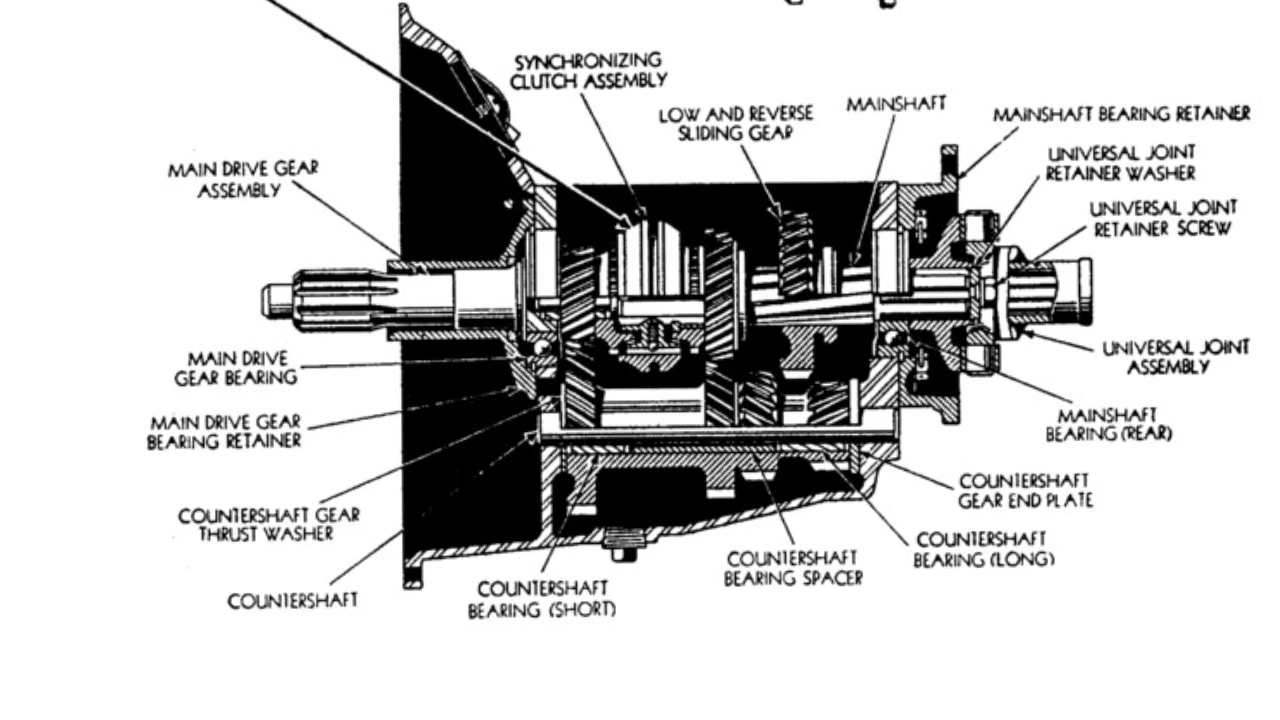 SYNCHRONIZING
CLUTCH ASSEMBLY
LOW AND REVERSE
SLIDING GEAR
MAINSHAFT
MAINSHAFT BEARING RETAINER
MAIN DRIVE GEAR
ASSEMBLY
UNIVERSAL JOINT
RETAINER WASHER
UNIVERSAL JOINT
RETAINER SCREW
MAIN DRIVE
GEAR BEARING
UNIVERSAL JOINT
ASSEMBLY
MAIN DRIVE GEAR
BEARING RETAINER
MAINSHAFT
BEARING (REAR)
COUNTERSHAFT GEAR
THRUST WASHER
COUNTERSHAFT
GEAR END PLATE
COUNTERSHAFT
BEARING (LONG)
COUNTERSHAFT
BEARING SPACER
COUNTERSHAFT
COUNTERSHAFT
BEARING (SHORT)